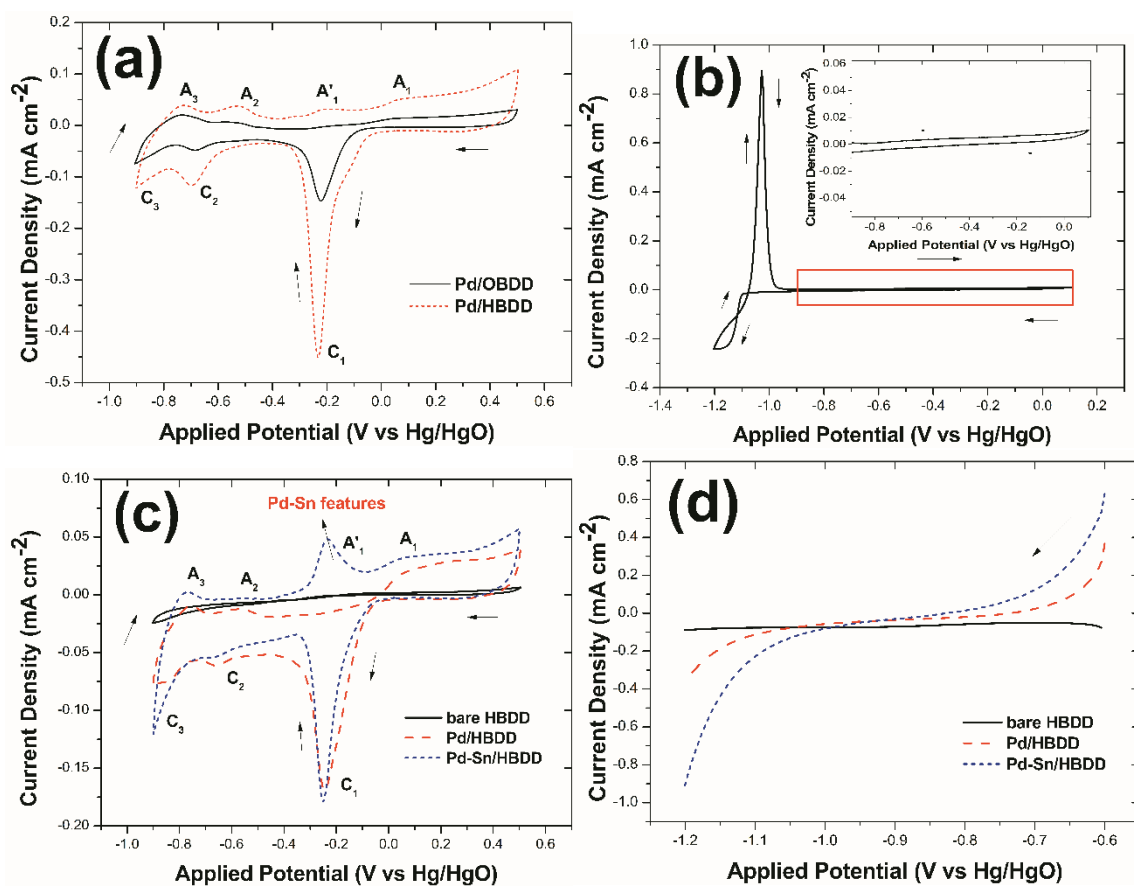 (a)
0.2
0.1
0.0
-0.1
-0.2
-0.3
-0.4
-0.5
Current Density (mA cm-2)
A3
A2
A'1
A1
C3
C2
C1
Pd/OBDD
Pd/HBDD
-1.0 -0.8 -0.6 -0.4 -0.2 0.0 0.2 0.4 0.6
Applied Potential (V vs Hg/HgO)
(b)
1.0
0.8
0.6
0.4
0.2
0.0
-0.2
-0.4
Current Density (mA cm-2)
0.06
0.04
0.02
0.00
-0.02
-0.04
Current Density (mA cm-2)
-0.8 -0.6 -0.4 -0.2 0.0
Applied Potential (V vs Hg/HgO)
-1.4 -1.2 -1.0 -0.8 -0.6 -0.4 -0.2 0.0 0.2
Applied Potential (V vs Hg/HgO)
(c)
0.10
0.05
0.00
-0.05
-0.10
-0.15
-0.20
Current Density (mA cm-2)
Pd-Sn features
A3
A2
A'1
A1
C3
C2
C1
bare HBDD
Pd/HBDD
Pd-Sn/HBDD
-1.0 -0.8 -0.6 -0.4 -0.2 0.0 0.2 0.4 0.6
Applied Potential (V vs Hg/HgO)
(d)
0.8
0.6
0.4
0.2
0.0
-0.2
-0.4
-0.6
-0.8
-1.0
Current Density (mA cm-2)
bare HBDD
Pd/HBDD
Pd-Sn/HBDD
-1.2 -1.1 -1.0 -0.9 -0.8 -0.7 -0.6
Applied Potential (V vs Hg/HgO)